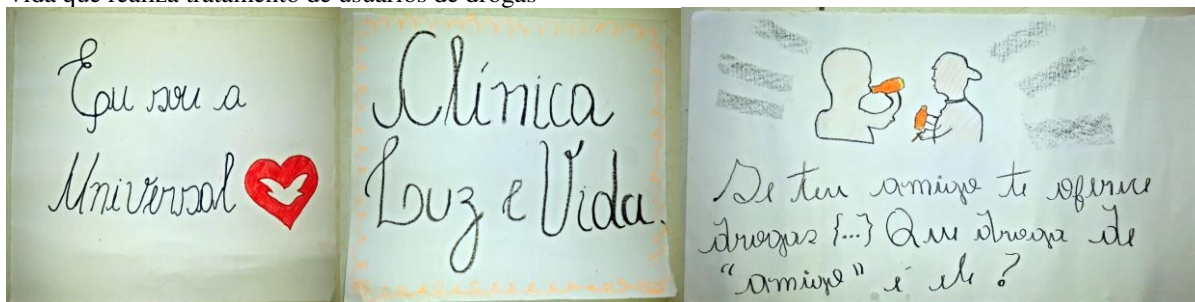 Vida que realiza tratamento de usuários de drogas
Eu sou a
Universal
Clínica
Luz e Vida.
Se teu amigo te oferece
drogas {...} Que droga de
"amigo" é ele?